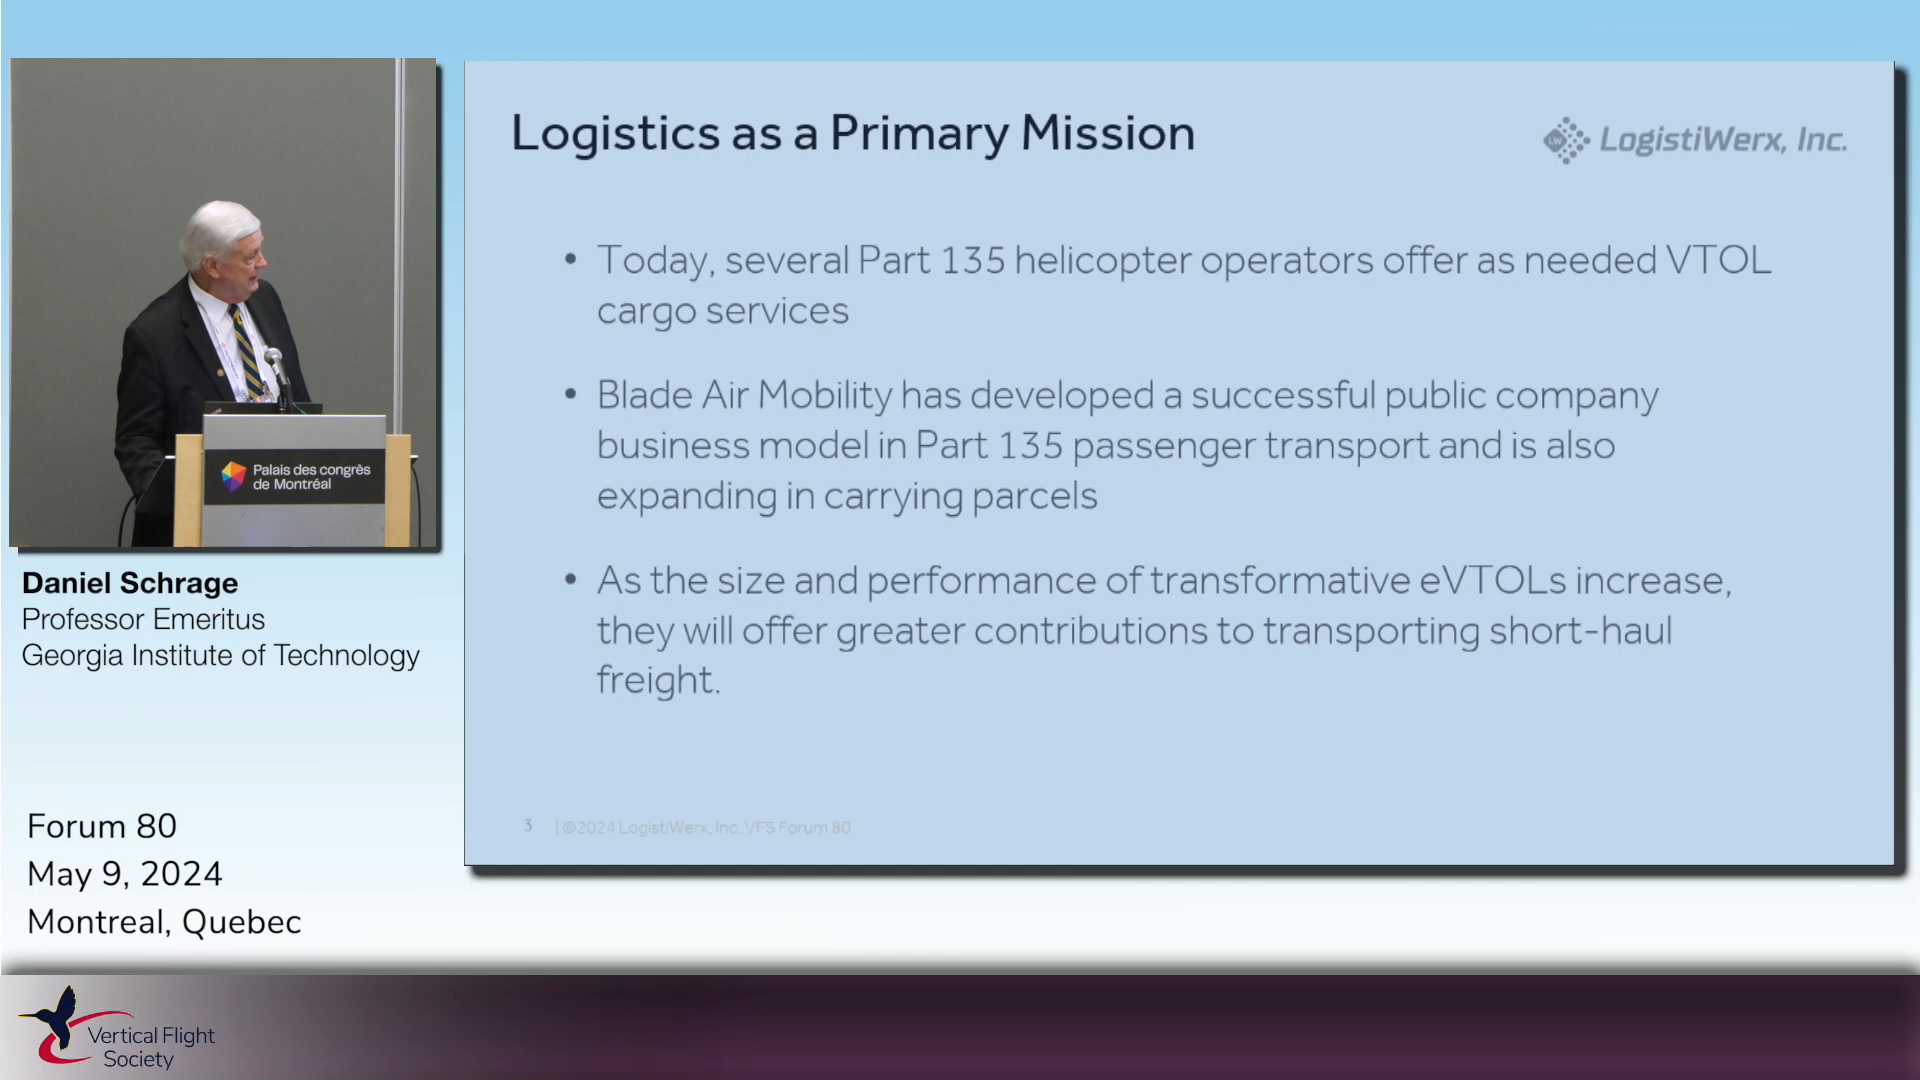 Logistics as a Primary Mission
LogistiWerx, Inc.
• Today, several Part 135 helicopter operators offer as needed VTOL
cargo services
• Blade Air Mobility has developed a successful public company
business model in Part 135 passenger transport and is also
expanding in carrying parcels
• As the size and performance of transformative eVTOLs increase,
they will offer greater contributions to transporting short-haul
freight.
3 | ©2024 LogistiWerx, Inc. VFS Forum 80
Palais des congrès
de Montréal
Daniel Schrage
Professor Emeritus
Georgia Institute of Technology
Forum 80
May 9, 2024
Montreal, Quebec
Vertical Flight
Society